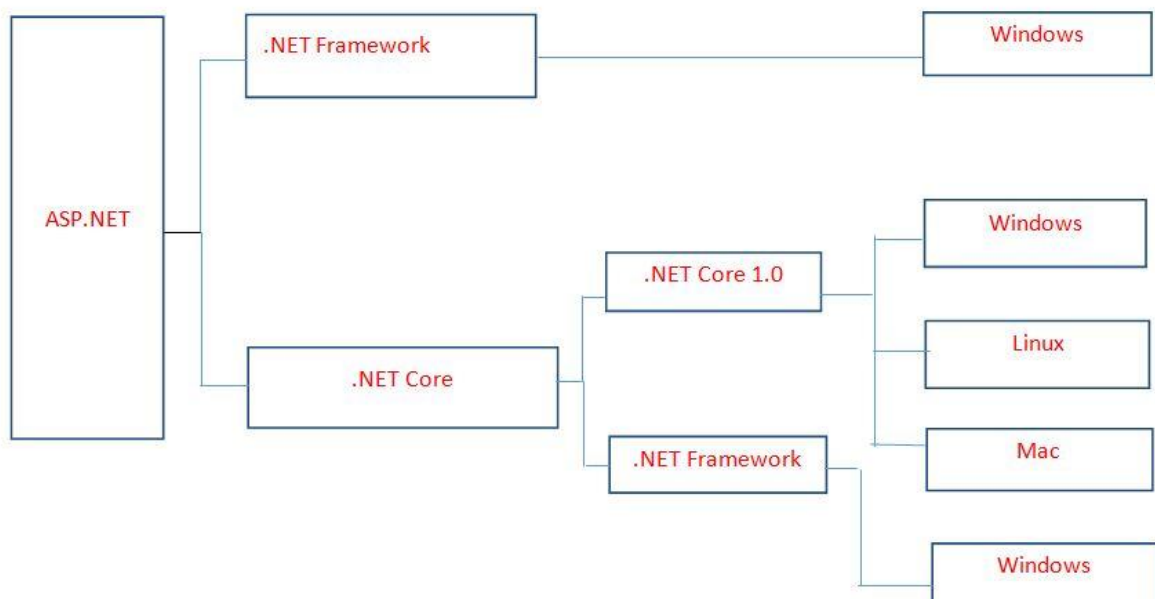 .NET Framework
Windows
ASP.NET
Windows
.NET Core 1.0
Linux
.NET Core
Mac
.NET Framework
Windows